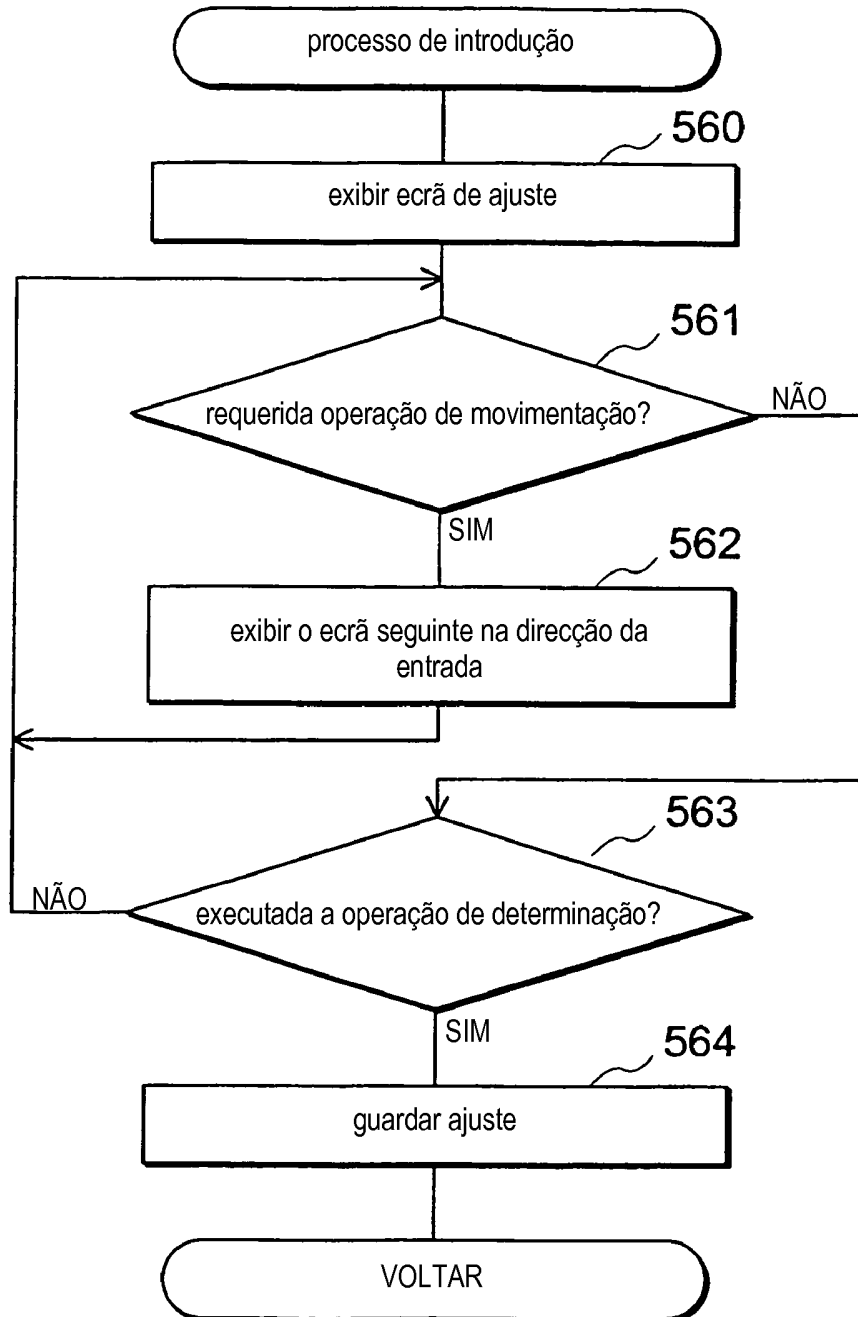 processo de introdução
560
exibir ecrã de ajuste
561
requerida operação de movimentação?
NÃO
SIM
562
exibir o ecrã seguinte na direcção da
entrada
563
NÃO
executada a operação de determinação?
SIM
564
guardar ajuste
VOLTAR